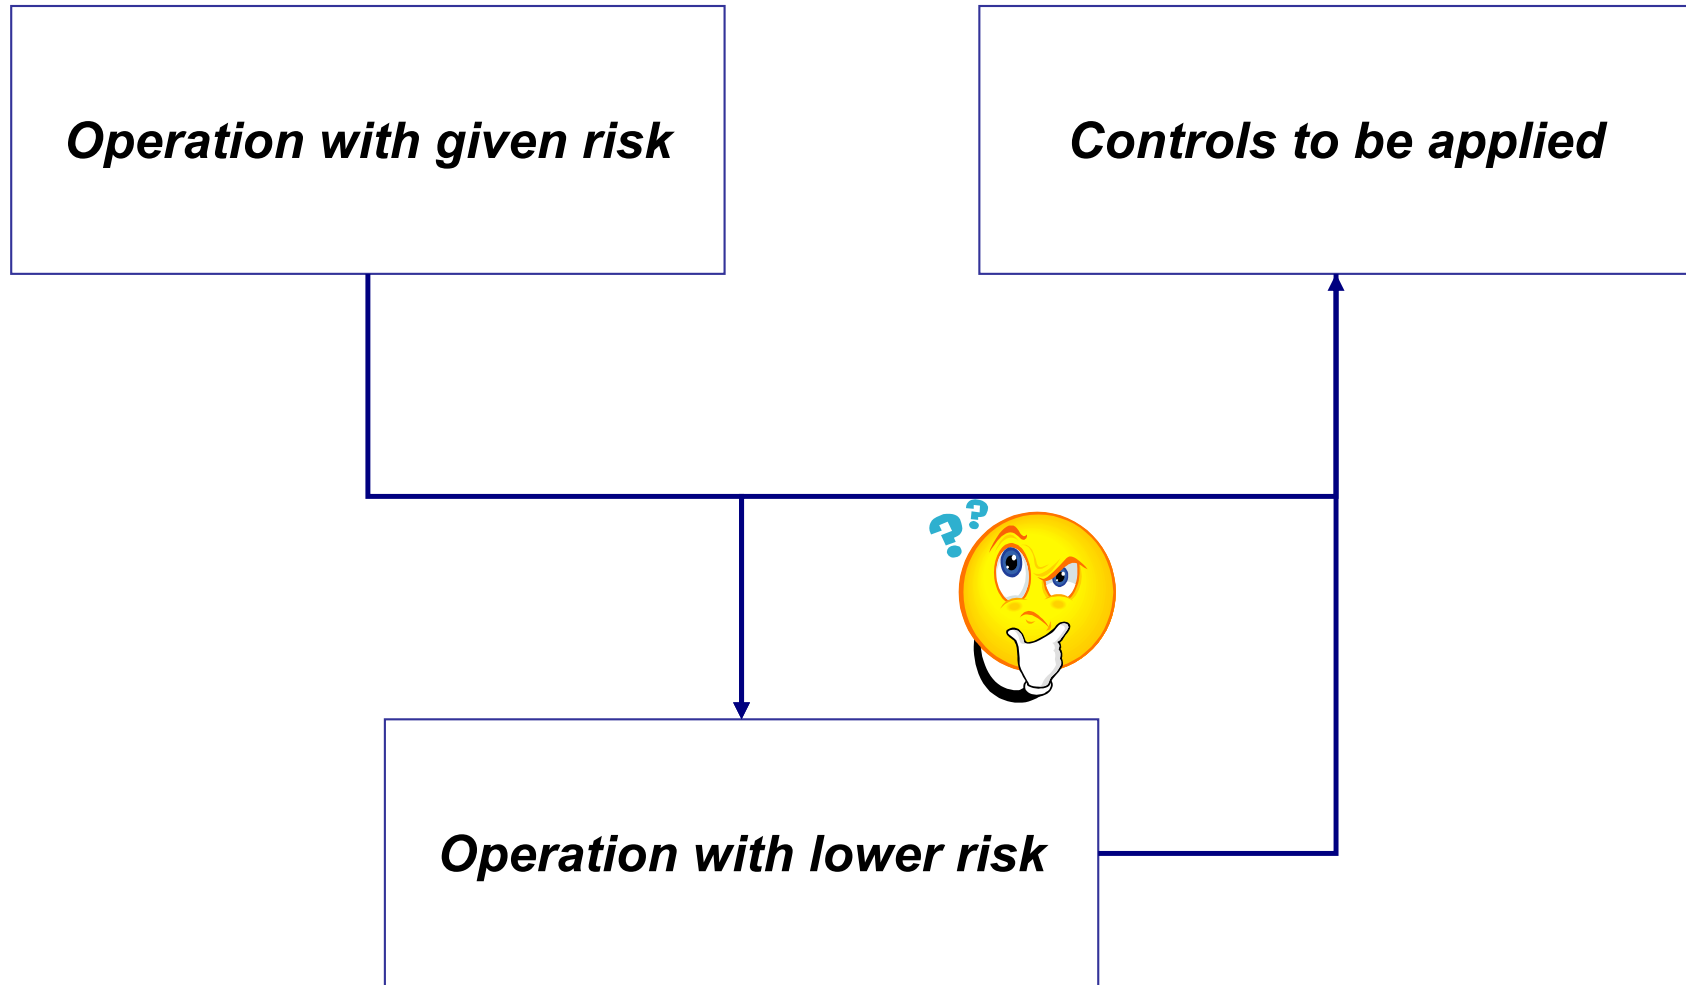 Operation with given risk
Controls to be applied
??
Operation with lower risk